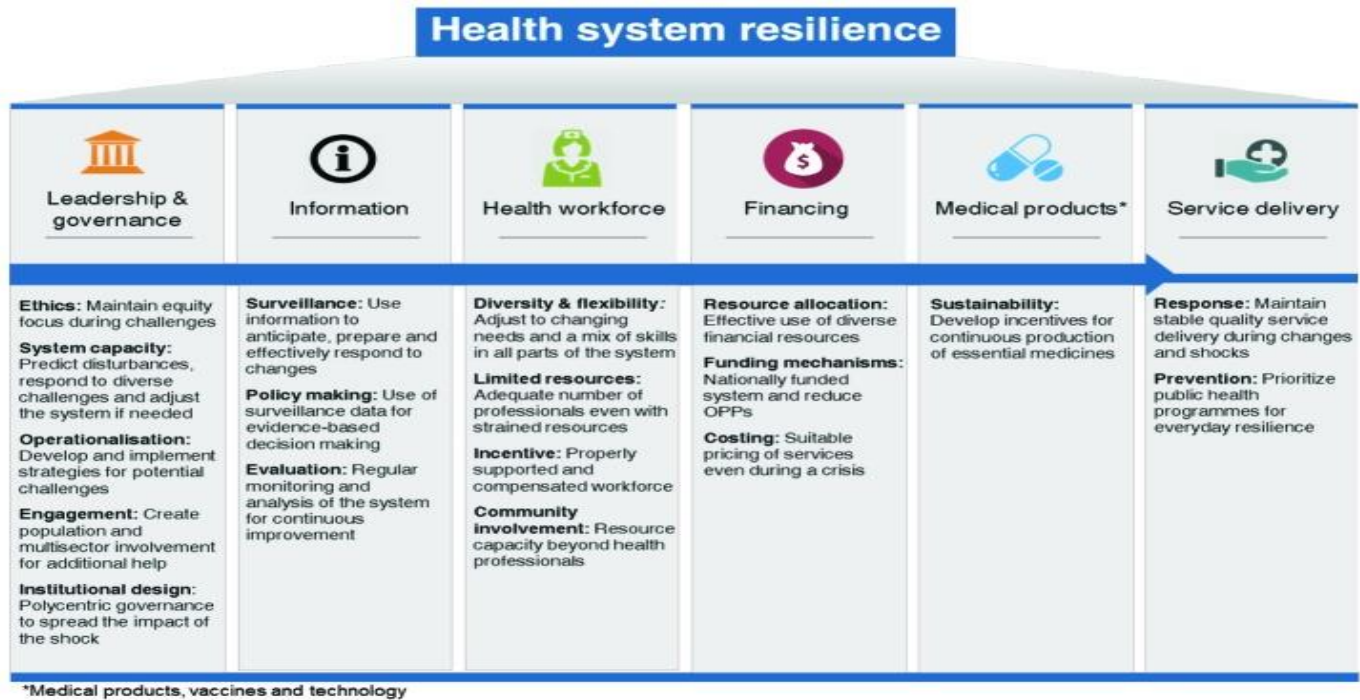 Health system resilience
Leadership &
governance
Information
Health workforce
Financing
Medical products*
Service delivery
Ethics: Maintain equity
focus during challenges
System capacity:
Predict disturbances,
respond to diverse
challenges and adjust
the system if needed
Operationalisation:
Develop and implement
strategies for potential
challenges
Engagement: Create
population and
multisector involvement
for additional help
Institutional design:
Polycentric governance
to spread the impact of
the shock
Surveillance: Use
information to
anticipate, prepare and
effectively respond to
changes
Policy making: Use of
surveillance data for
evidence-based
decision making
Evaluation: Regular
monitoring and
analysis of the system
for continuous
improvement
Diversity & flexibility:
Adjust to changing
needs and a mix of skills
in all parts of the system
Limited resources:
Adequate number of
professionals even with
strained resources
Incentive: Properly
supported and
compensated workforce
Community
involvement: Resource
capacity beyond health
professionals
Resource allocation:
Effective use of diverse
financial resources
Funding mechanisms:
Nationally funded
system and reduce
OPPs
Costing: Suitable
pricing of services
even during a crisis
Sustainability:
Develop incentives for
continuous production
of essential medicines
Response: Maintain
stable quality service
delivery during changes
and shocks
Prevention: Prioritize
public health
programmes for
everyday resilience
*Medical products, vaccines and technology